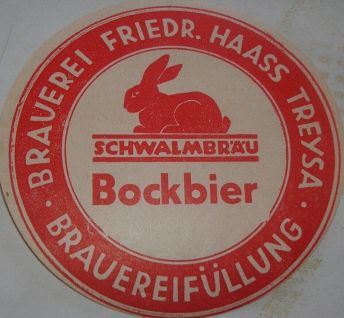 BRAUEREI FRIEDR. HAASS TREYSA
SCHWALMBRÄU
Bockbier
· BRAUEREIFÜLLUNG ·